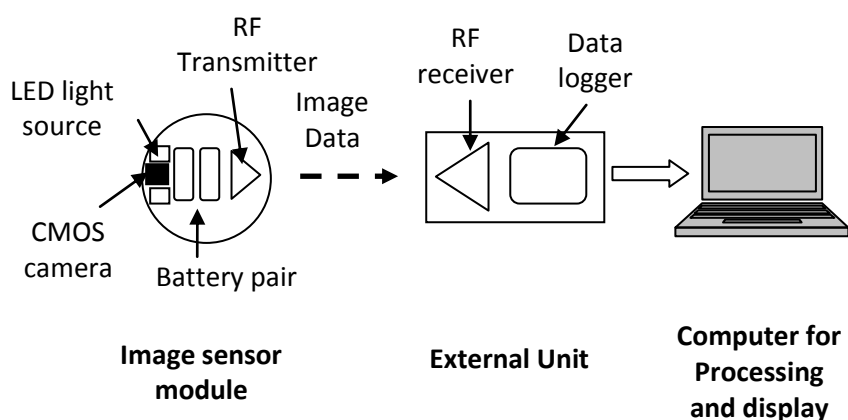 RF
Transmitter
LED light
source
Image
Data
RF
receiver
Data
logger
CMOS
camera
Battery pair
Image sensor
module
External Unit
Computer for
Processing
and display